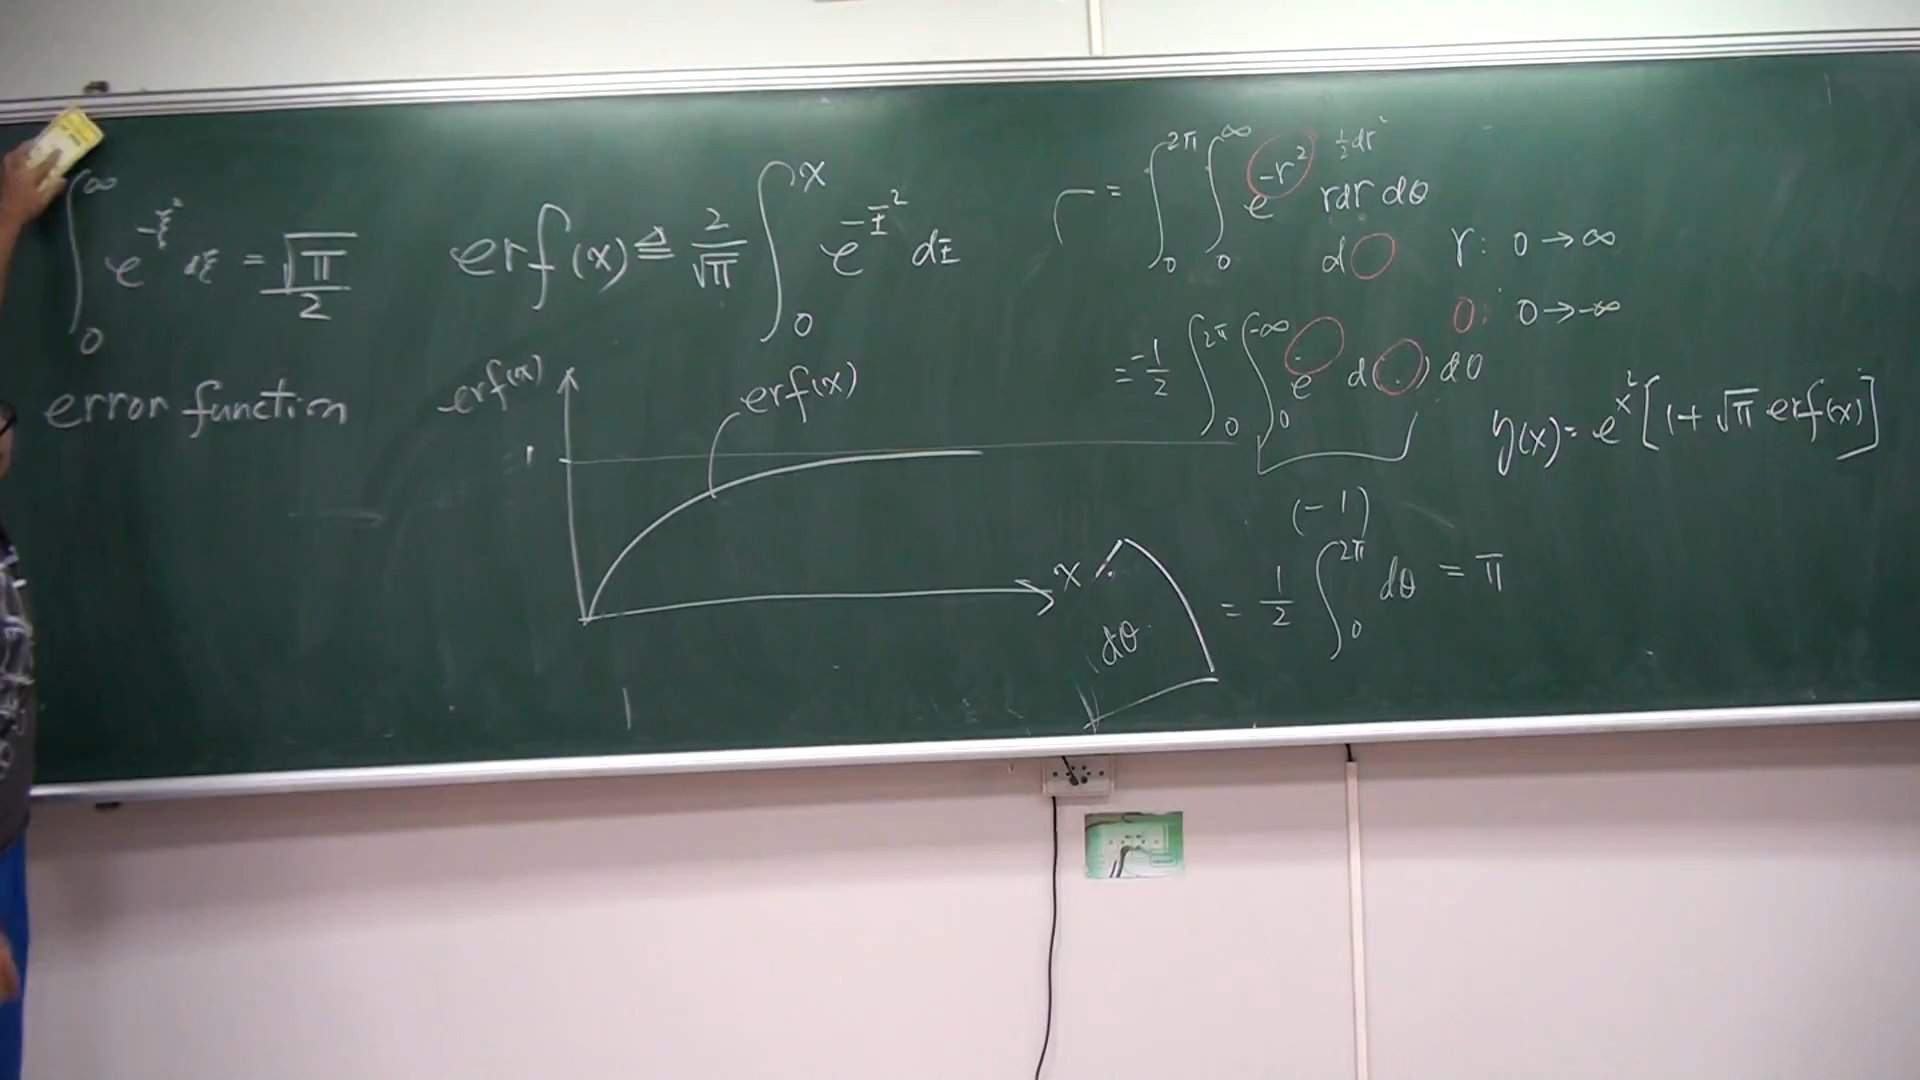 ∫₀^∞ e^{-ξ²} dξ = √π / 2
erf(x) ≜ 2/√π ∫₀^x e^{-Ξ²} dΞ
error function
erf(x)
1
erf(x)
x
= ∫₀^{2π} ∫₀^∞ e^{-r²} rdr dθ
½dr²
d○
r: 0 → ∞
○: 0 → -∞
= -1/2 ∫₀^{2π} ∫₀^{-∞} e^{○} d(○) dθ
(-1)
= 1/2 ∫₀^{2π} dθ = π
dθ
y(x) = e^{x²} [1 + √π erf(x)]